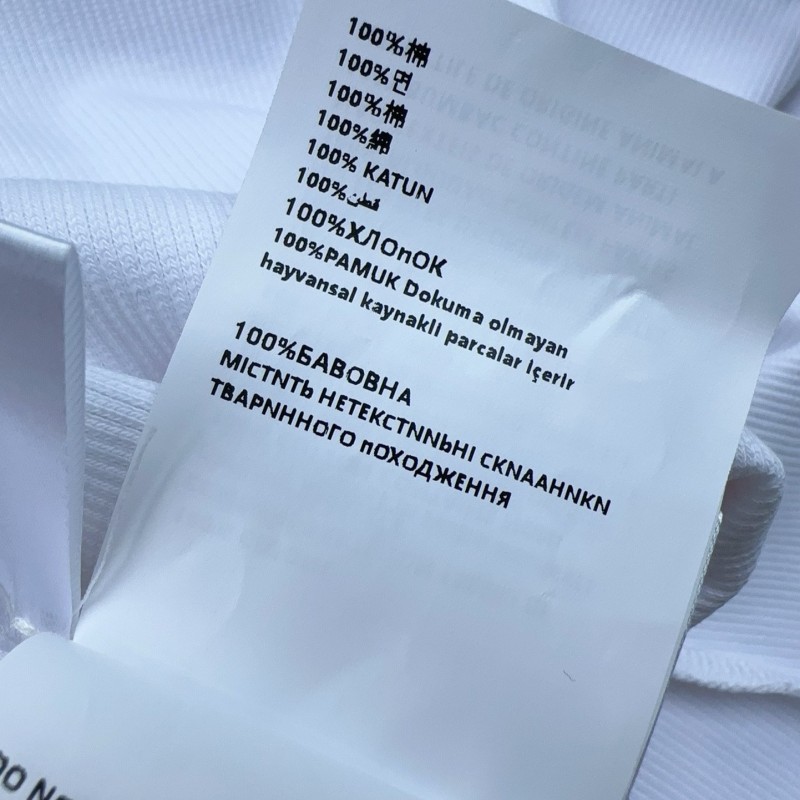 100%棉
100%면
100%棉
100%綿
100% KATUN
100%قطن
100%ХЛОпОК
100%PAMUK Dokuma olmayan
hayvansal kaynakli parcalar içerir
100%БАВОВНА
МІСТNТЬ НЕТЕКСТNNЬНІ СКNААНNКN
ТВАРNННОГО пОХОДЖЕННЯ